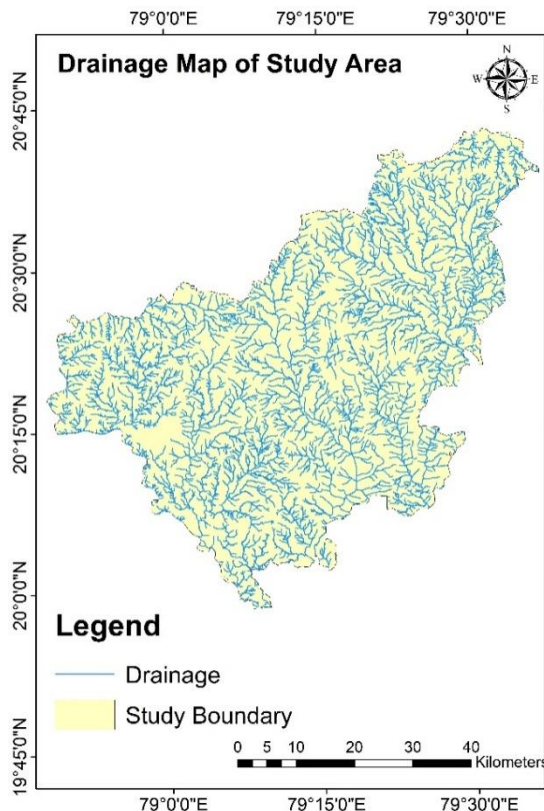 79°0'0"E 79°15'0"E 79°30'0"E
Drainage Map of Study Area
N
W E
S
20°45'0"N
20°30'0"N
20°15'0"N
20°0'0"N
19°45'0"N
Legend
Drainage
Study Boundary
0 5 10 20 30 40
Kilometers
79°0'0"E 79°15'0"E 79°30'0"E